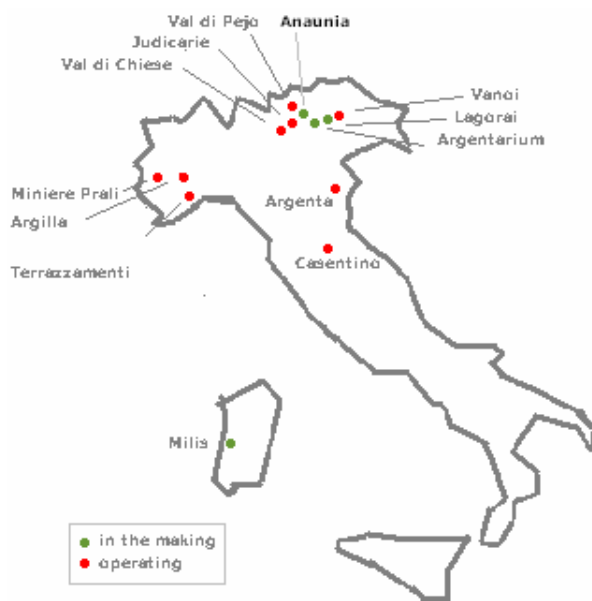 Val di Pejo
Anaunia
Judicarie
Val di Chiese
Vanoi
Lagorai
Argentarium
Miniere Prali
Argilla
Argenta
Terrazzamenti
Casentino
Milis
in the making
operating